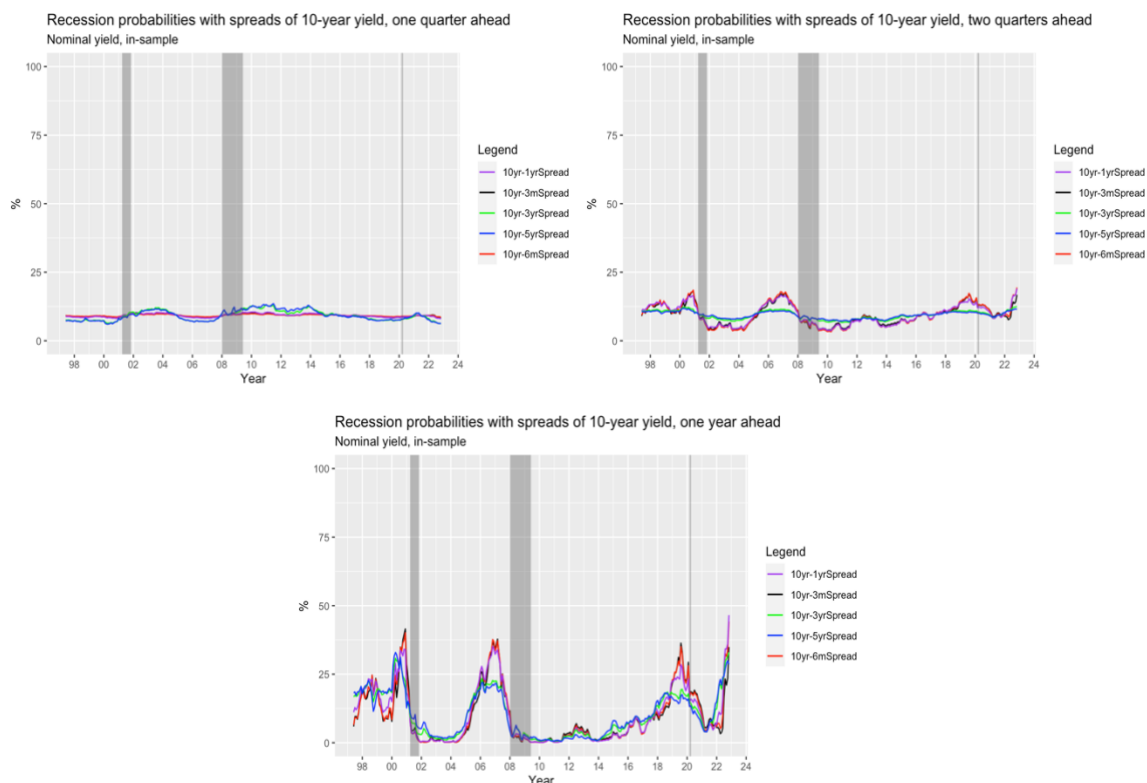 Recession probabilities with spreads of 10-year yield, one quarter ahead
Nominal yield, in-sample
100
75
50
25
0
%
98 00 02 04 06 08 10 12 14 16 18 20 22 24
Year
Legend
10yr-1yrSpread
10yr-3mSpread
10yr-3yrSpread
10yr-5yrSpread
10yr-6mSpread
Recession probabilities with spreads of 10-year yield, two quarters ahead
Nominal yield, in-sample
100
75
50
25
0
%
98 00 02 04 06 08 10 12 14 16 18 20 22 24
Year
Legend
10yr-1yrSpread
10yr-3mSpread
10yr-3yrSpread
10yr-5yrSpread
10yr-6mSpread
Recession probabilities with spreads of 10-year yield, one year ahead
Nominal yield, in-sample
100
75
50
25
0
%
98 00 02 04 06 08 10 12 14 16 18 20 22 24
Year
Legend
10yr-1yrSpread
10yr-3mSpread
10yr-3yrSpread
10yr-5yrSpread
10yr-6mSpread